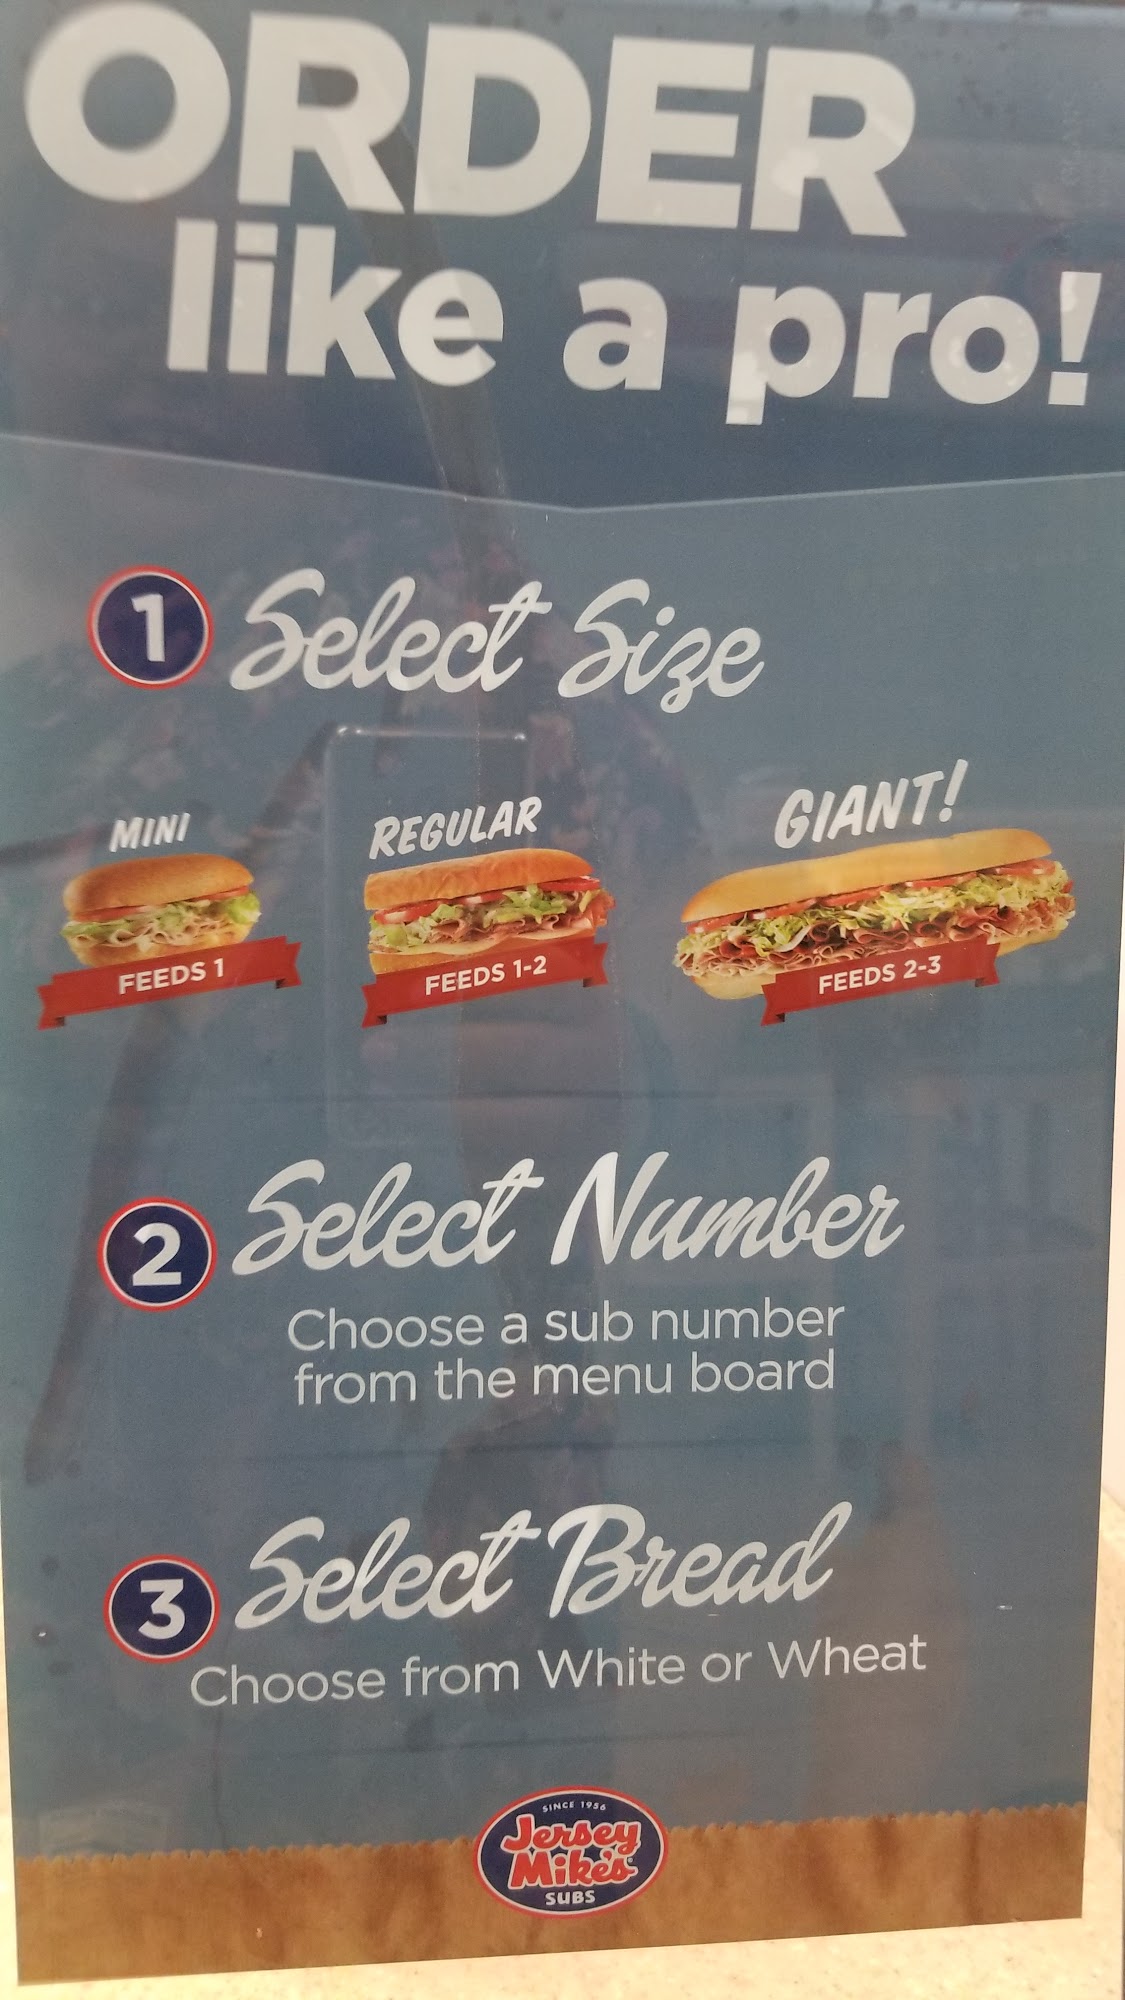 ORDER
like a pro!
1 Select Size
MINI
REGULAR
GIANT!
FEEDS 1
FEEDS 1-2
FEEDS 2-3
2 Select Number
Choose a sub number
from the menu board
3 Select Bread
Choose from White or Wheat
SINCE 1956
Jersey
Mike's
SUBS